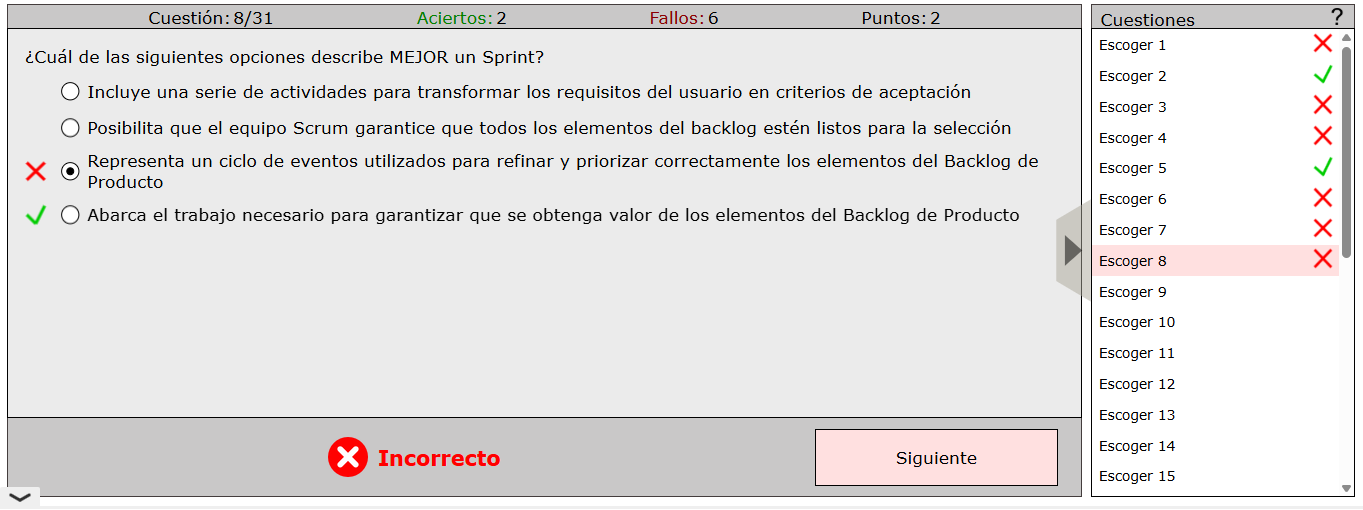 Cuestión: 8/31 Aciertos: 2 Fallos: 6 Puntos: 2
¿Cuál de las siguientes opciones describe MEJOR un Sprint?
Incluye una serie de actividades para transformar los requisitos del usuario en criterios de aceptación
Posibilita que el equipo Scrum garantice que todos los elementos del backlog estén listos para la selección
Representa un ciclo de eventos utilizados para refinar y priorizar correctamente los elementos del Backlog de
Producto
Abarca el trabajo necesario para garantizar que se obtenga valor de los elementos del Backlog de Producto
Incorrecto
Siguiente
Cuestiones ?
Escoger 1
Escoger 2
Escoger 3
Escoger 4
Escoger 5
Escoger 6
Escoger 7
Escoger 8
Escoger 9
Escoger 10
Escoger 11
Escoger 12
Escoger 13
Escoger 14
Escoger 15